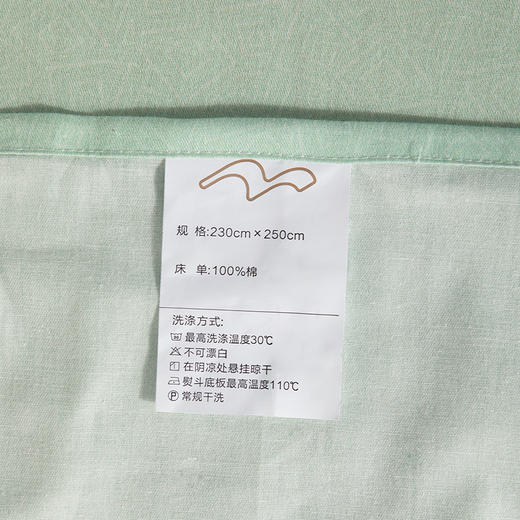 规 格:230cm×250cm
床 单:100%棉
洗涤方式:
最高洗涤温度30℃
不可漂白
在阴凉处悬挂晾干
熨斗底板最高温度110℃
Ⓟ 常规干洗